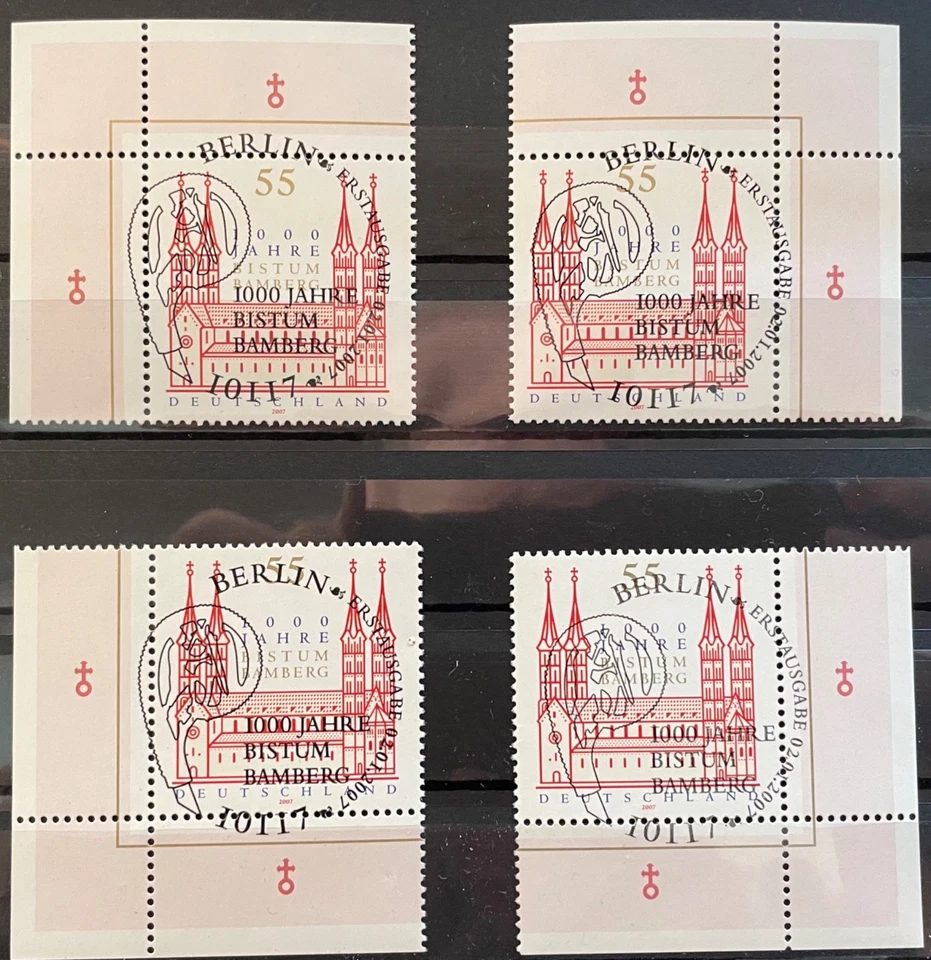 BERLIN
ERSTAUSGABE 02.01.2007
55
1000
JAHRE
BISTUM
BAMBERG
1000 JAHRE
BISTUM
BAMBERG
10117
DEUTSCHLAND
2007
BERLIN
ERSTAUSGABE 02.01.2007
55
1000
JAHRE
BISTUM
BAMBERG
1000 JAHRE
BISTUM
BAMBERG
10117
DEUTSCHLAND
2007
BERLIN
ERSTAUSGABE 02.01.2007
55
1000
JAHRE
BISTUM
BAMBERG
1000 JAHRE
BISTUM
BAMBERG
DEUTSCHLAND
2007
10117
BERLIN
ERSTAUSGABE 02.01.2007
55
1000
JAHRE
BISTUM
BAMBERG
1000 JAHRE
BISTUM
BAMBERG
DEUTSCHLAND
2007
10117